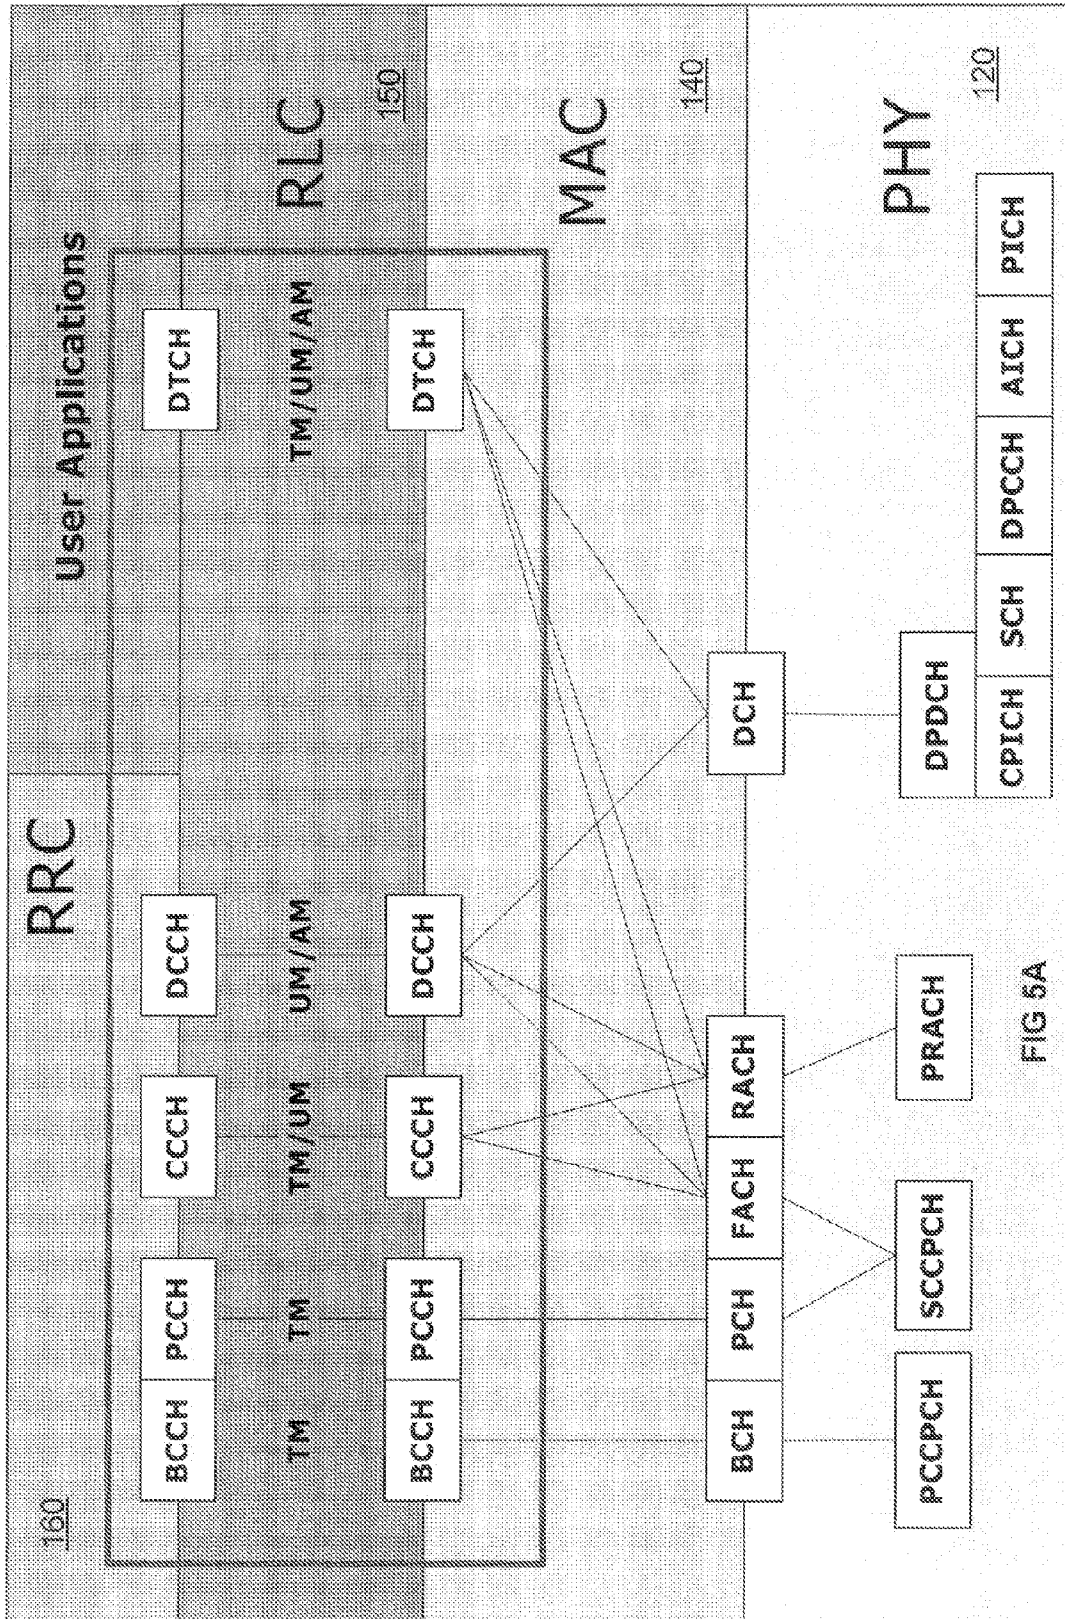 160
RRC
User Applications
BCCH PCCH CCCH DCCH DTCH
TM TM TM/UM UM/AM TM/UM/AM
RLC
150
BCCH PCCH CCCH DCCH DTCH
MAC
140
BCH PCH FACH RACH DCH
PHY
120
PCCPCH SCCPCH PRACH DPDCH
CPICH SCH DPCCH AICH PICH
FIG 5A